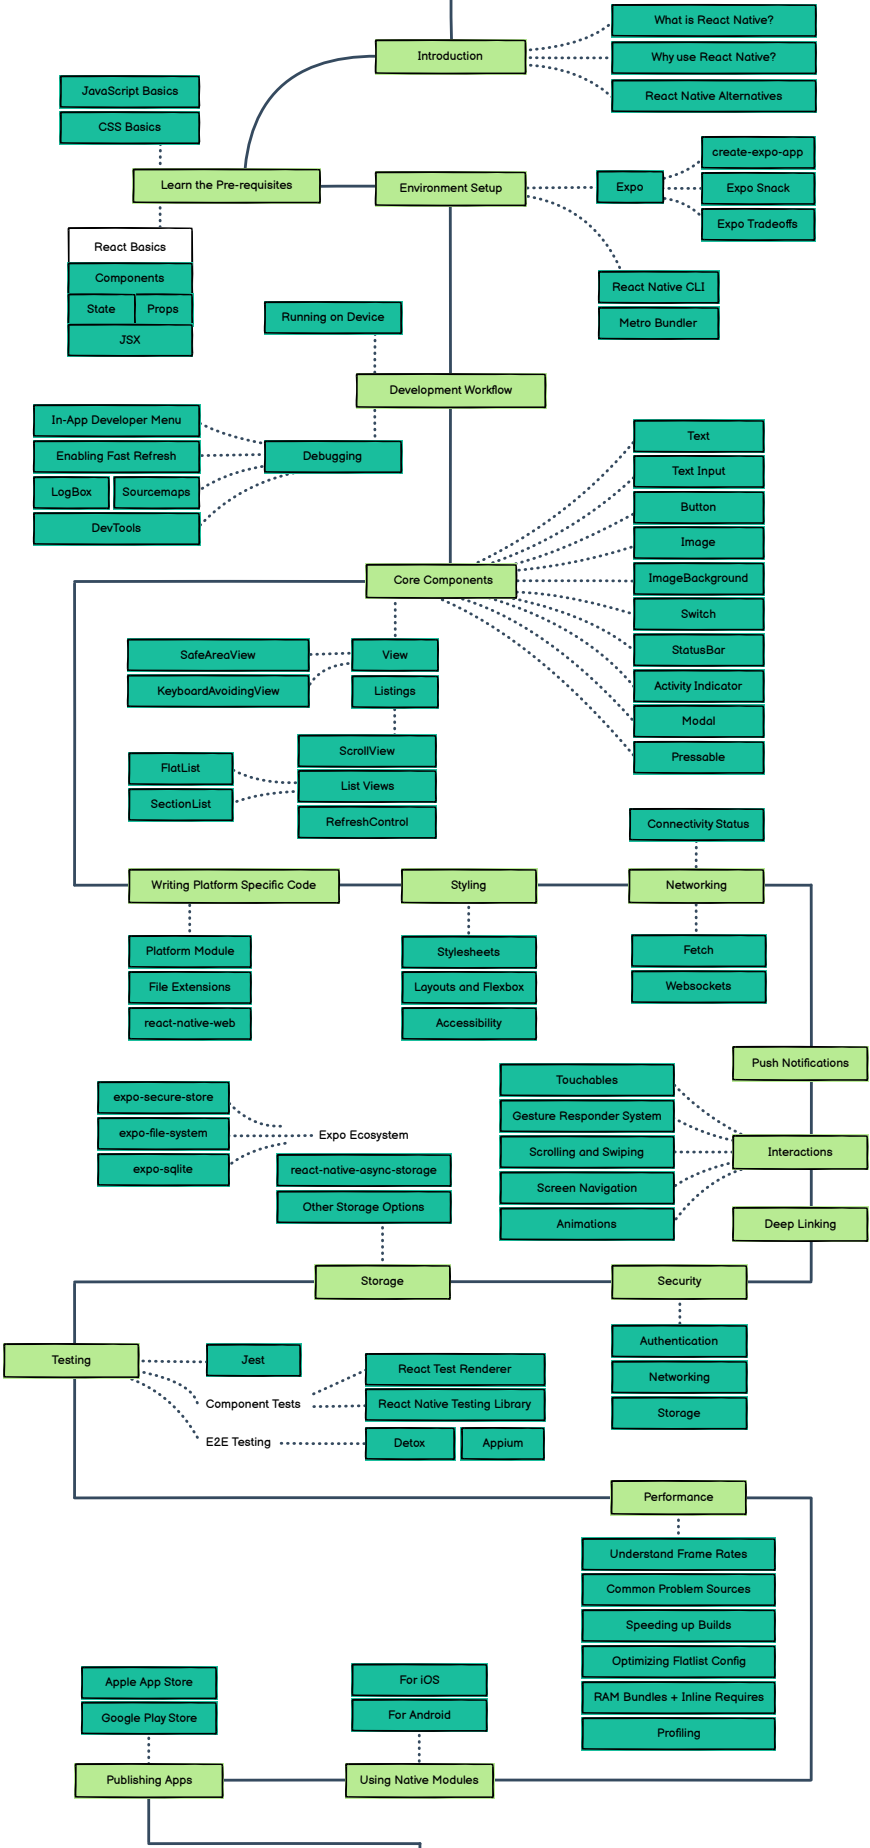 What is React Native?
Introduction
Why use React Native?
React Native Alternatives
JavaScript Basics
CSS Basics
Learn the Pre-requisites
Environment Setup
Expo
create-expo-app
Expo Snack
Expo Tradeoffs
React Basics
Components
State
Props
JSX
React Native CLI
Metro Bundler
Running on Device
Development Workflow
In-App Developer Menu
Enabling Fast Refresh
Debugging
LogBox
Sourcemaps
DevTools
Text
Text Input
Button
Image
Core Components
ImageBackground
Switch
StatusBar
Activity Indicator
Modal
Pressable
SafeAreaView
View
KeyboardAvoidingView
Listings
ScrollView
FlatList
List Views
SectionList
RefreshControl
Connectivity Status
Writing Platform Specific Code
Styling
Networking
Platform Module
File Extensions
react-native-web
Stylesheets
Layouts and Flexbox
Accessibility
Fetch
Websockets
Push Notifications
Touchables
Gesture Responder System
Scrolling and Swiping
Screen Navigation
Animations
Interactions
Deep Linking
expo-secure-store
expo-file-system
expo-sqlite
Expo Ecosystem
react-native-async-storage
Other Storage Options
Storage
Security
Authentication
Networking
Storage
Testing
Jest
Component Tests
React Test Renderer
React Native Testing Library
E2E Testing
Detox
Appium
Performance
Understand Frame Rates
Common Problem Sources
Speeding up Builds
Optimizing Flatlist Config
RAM Bundles + Inline Requires
Profiling
Apple App Store
Google Play Store
For iOS
For Android
Publishing Apps
Using Native Modules